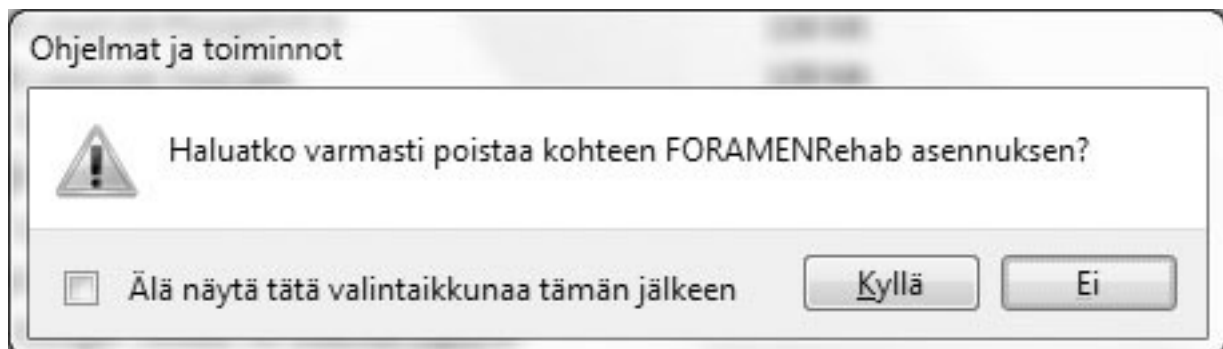 Ohjelmat ja toiminnot
Haluatko varmasti poistaa kohteen FORAMENRehab asennuksen?
Älä näytä tätä valintaikkunaa tämän jälkeen
Kyllä
Ei